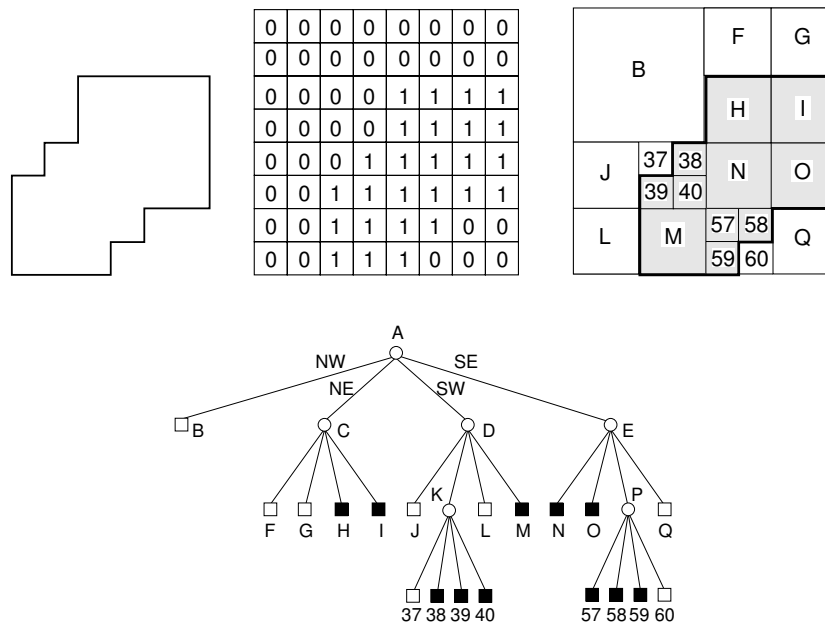 0 0 0 0 0 0 0 0
0 0 0 0 0 0 0 0
0 0 0 0 1 1 1 1
0 0 0 0 1 1 1 1
0 0 0 1 1 1 1 1
0 0 1 1 1 1 1 1
0 0 1 1 1 1 0 0
0 0 1 1 1 0 0 0
F G
B
H I
37 38
J N O
39 40
57 58
L M Q
59 60
A
NW SE
NE SW
B C D E
K P
F G H I J L M N O Q
37 38 39 40 57 58 59 60